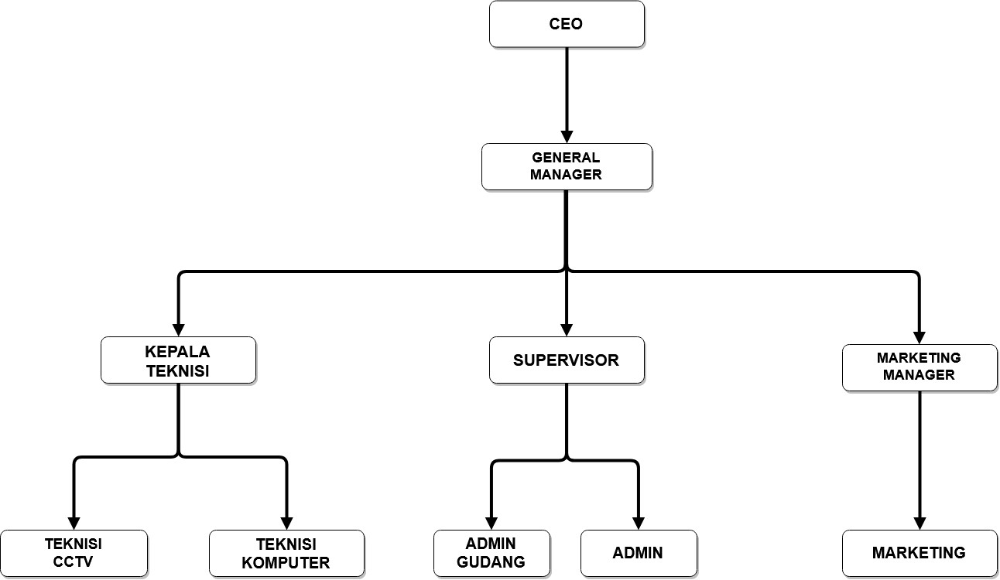 CEO
GENERAL
MANAGER
KEPALA
TEKNISI
SUPERVISOR
MARKETING
MANAGER
TEKNISI
CCTV
TEKNISI
KOMPUTER
ADMIN
GUDANG
ADMIN
MARKETING